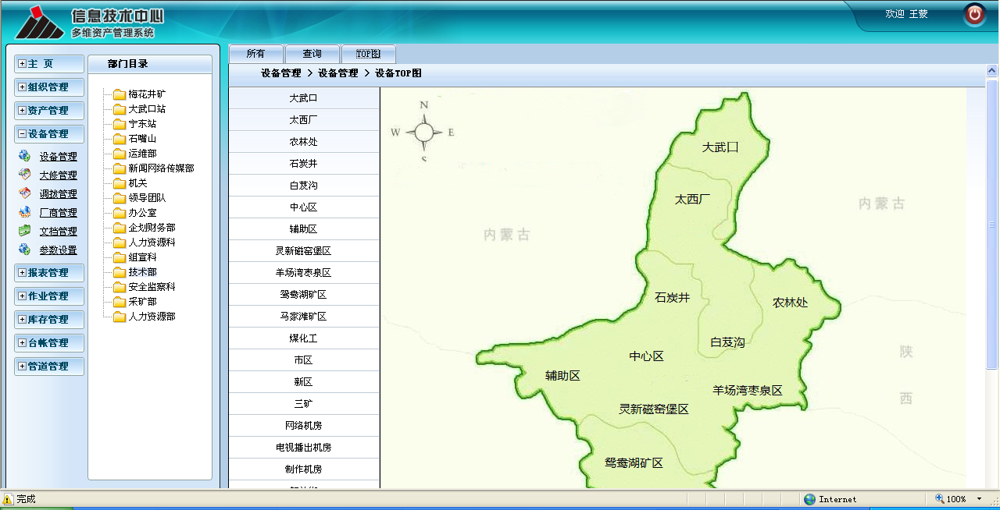 信息技术中心
多维资产管理系统
欢迎 王蒙
主 页
组织管理
资产管理
设备管理
设备管理
大修管理
调拨管理
厂商管理
文档管理
参数设置
报表管理
作业管理
库存管理
台帐管理
管道管理
部门目录
梅花井矿
大武口站
宁东站
石嘴山
运维部
新闻网络传媒部
机关
领导团队
办公室
企划财务部
人力资源科
组宣科
技术部
安全监察科
采矿部
人力资源部
所有 查询 TOP图
设备管理 > 设备管理 > 设备TOP图
大武口
太西厂
农林处
石炭井
白芨沟
中心区
辅助区
灵新磁窑堡区
羊场湾枣泉区
鸳鸯湖矿区
马家滩矿区
煤化工
市区
新区
三矿
网络机房
电视播出机房
制作机房
N
W E
S
大武口
太西厂
内蒙古
内蒙古
石炭井
农林处
白芨沟
中心区
陕
西
辅助区
羊场湾枣泉区
灵新磁窑堡区
鸳鸯湖矿区
完成
Internet
100%